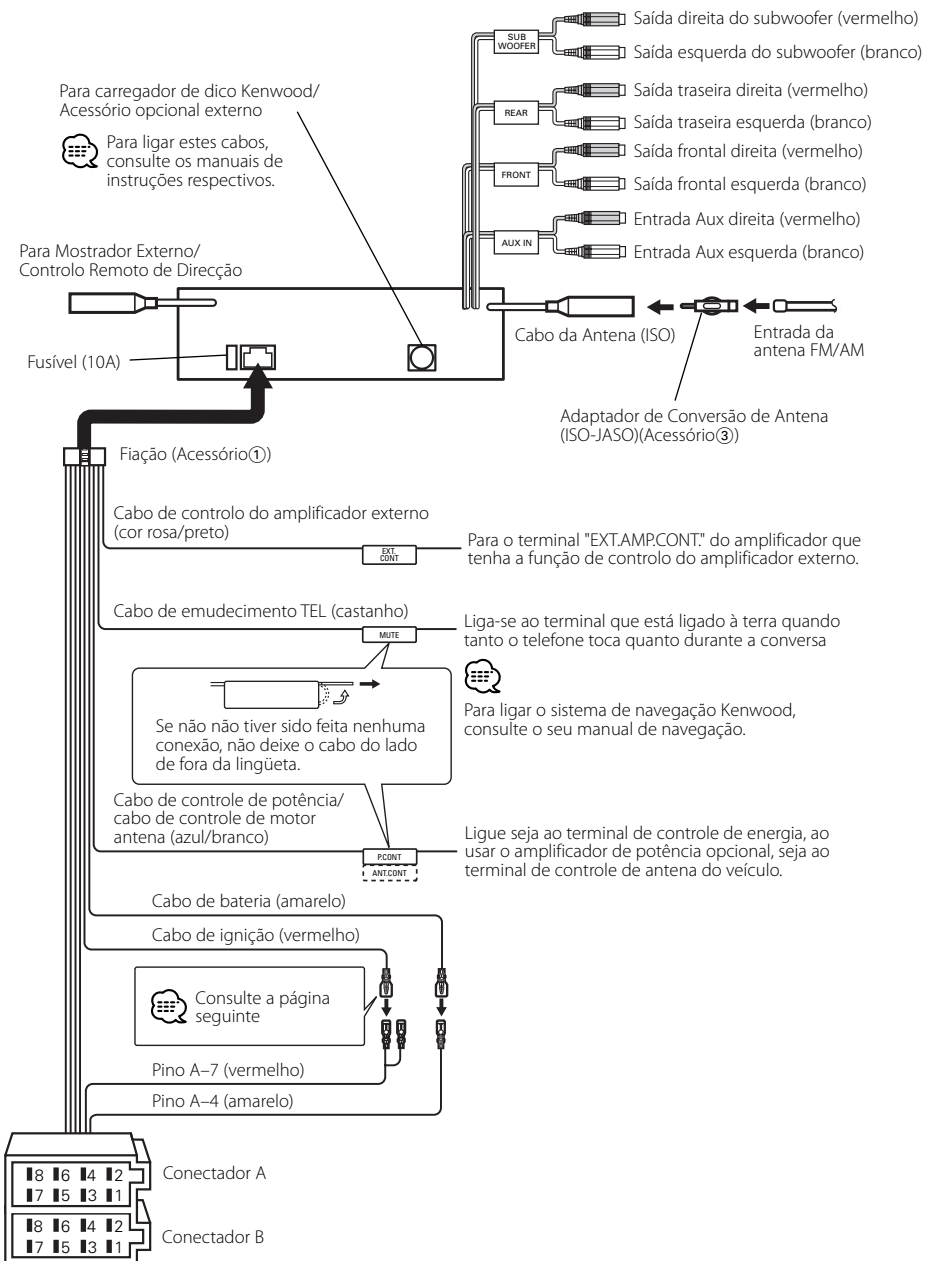 Saída direita do subwoofer (vermelho)
SUB
WOOFER
Saída esquerda do subwoofer (branco)
Para carregador de dico Kenwood/
Acessório opcional externo
Para ligar estes cabos,
consulte os manuais de
instruções respectivos.
Saída traseira direita (vermelho)
REAR
Saída traseira esquerda (branco)
Saída frontal direita (vermelho)
FRONT
Saída frontal esquerda (branco)
Entrada Aux direita (vermelho)
AUX IN
Entrada Aux esquerda (branco)
Para Mostrador Externo/
Controlo Remoto de Direcção
Cabo da Antena (ISO)
Entrada da
antena FM/AM
Fusível (10A)
Adaptador de Conversão de Antena
(ISO-JASO)(Acessório③)
Fiação (Acessório①)
Cabo de controlo do amplificador externo
(cor rosa/preto)
EXT.
CONT
Para o terminal "EXT.AMP.CONT." do amplificador que
tenha a função de controlo do amplificador externo.
Cabo de emudecimento TEL (castanho)
MUTE
Liga-se ao terminal que está ligado à terra quando
tanto o telefone toca quanto durante a conversa
Para ligar o sistema de navegação Kenwood,
consulte o seu manual de navegação.
Se não não tiver sido feita nenhuma
conexão, não deixe o cabo do lado
de fora da lingüeta.
Cabo de controle de potência/
cabo de controle de motor
antena (azul/branco)
P.CONT
ANT.CONT
Ligue seja ao terminal de controle de energia, ao
usar o amplificador de potência opcional, seja ao
terminal de controle de antena do veículo.
Cabo de bateria (amarelo)
Cabo de ignição (vermelho)
Consulte a página
seguinte
Pino A–7 (vermelho)
Pino A–4 (amarelo)
8 6 4 2
7 5 3 1
Conectador A
8 6 4 2
7 5 3 1
Conectador B